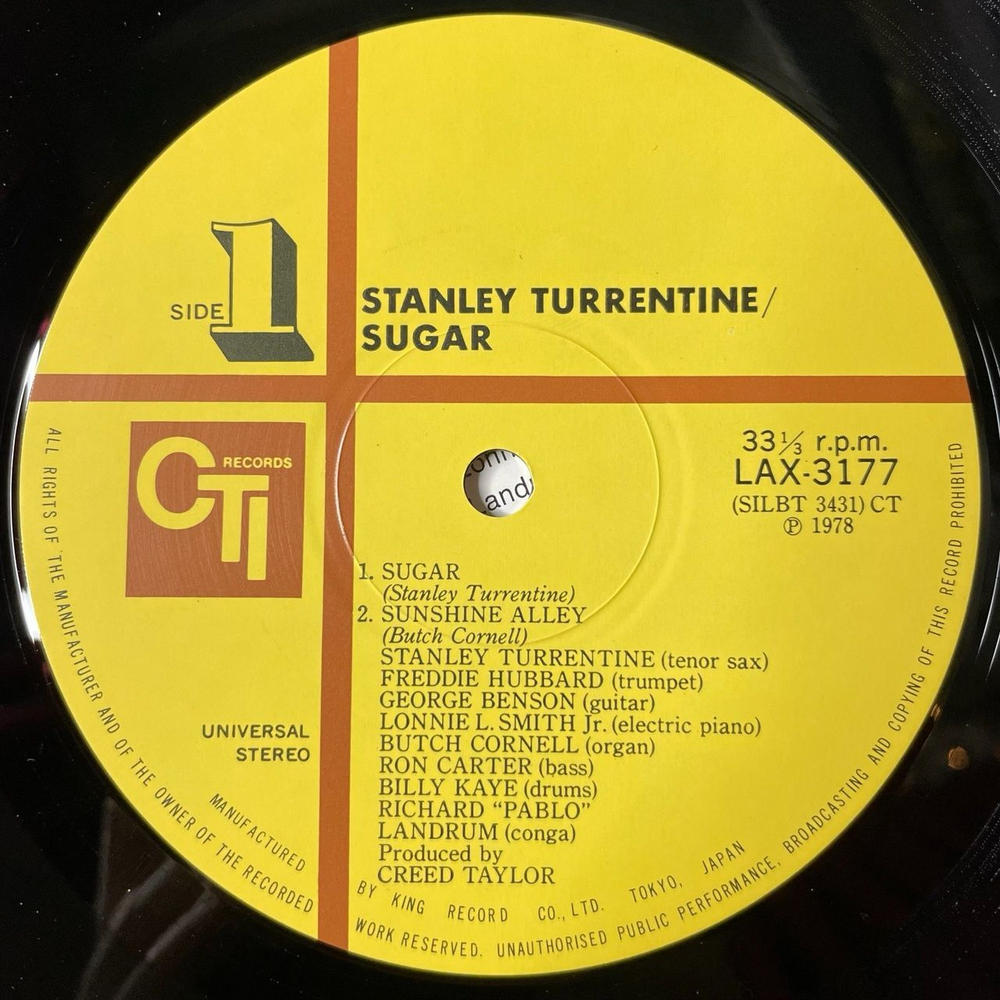 SIDE 1
STANLEY TURRENTINE/
SUGAR
CTI RECORDS
33⅓ r.p.m.
LAX-3177
(SILBT 3431) CT
℗ 1978
and
1. SUGAR
(Stanley Turrentine)
2. SUNSHINE ALLEY
(Butch Cornell)
STANLEY TURRENTINE (tenor sax)
FREDDIE HUBBARD (trumpet)
GEORGE BENSON (guitar)
LONNIE L. SMITH Jr. (electric piano)
BUTCH CORNELL (organ)
RON CARTER (bass)
BILLY KAYE (drums)
RICHARD “PABLO”
LANDRUM (conga)
Produced by
CREED TAYLOR
UNIVERSAL
STEREO
MANUFACTURED BY KING RECORD CO., LTD. TOKYO, JAPAN
ALL RIGHTS OF THE MANUFACTURER AND OF THE OWNER OF THE RECORDED WORK RESERVED. UNAUTHORISED PUBLIC PERFORMANCE, BROADCASTING AND COPYING OF THIS RECORD PROHIBITED